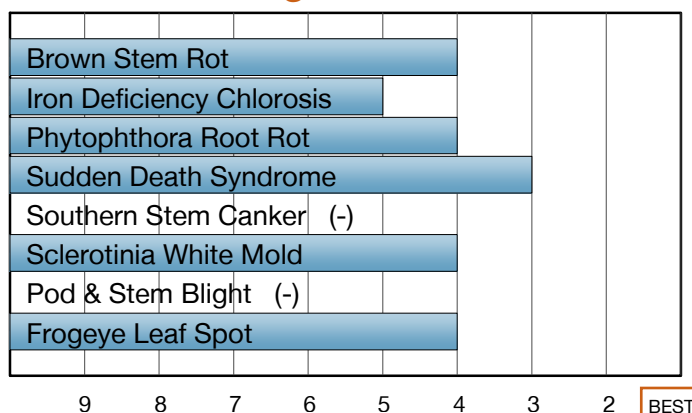 Brown Stem Rot
Iron Deficiency Chlorosis
Phytophthora Root Rot
Sudden Death Syndrome
Southern Stem Canker (-)
Sclerotinia White Mold
Pod & Stem Blight (-)
Frogeye Leaf Spot
9 8 7 6 5 4 3 2 BEST